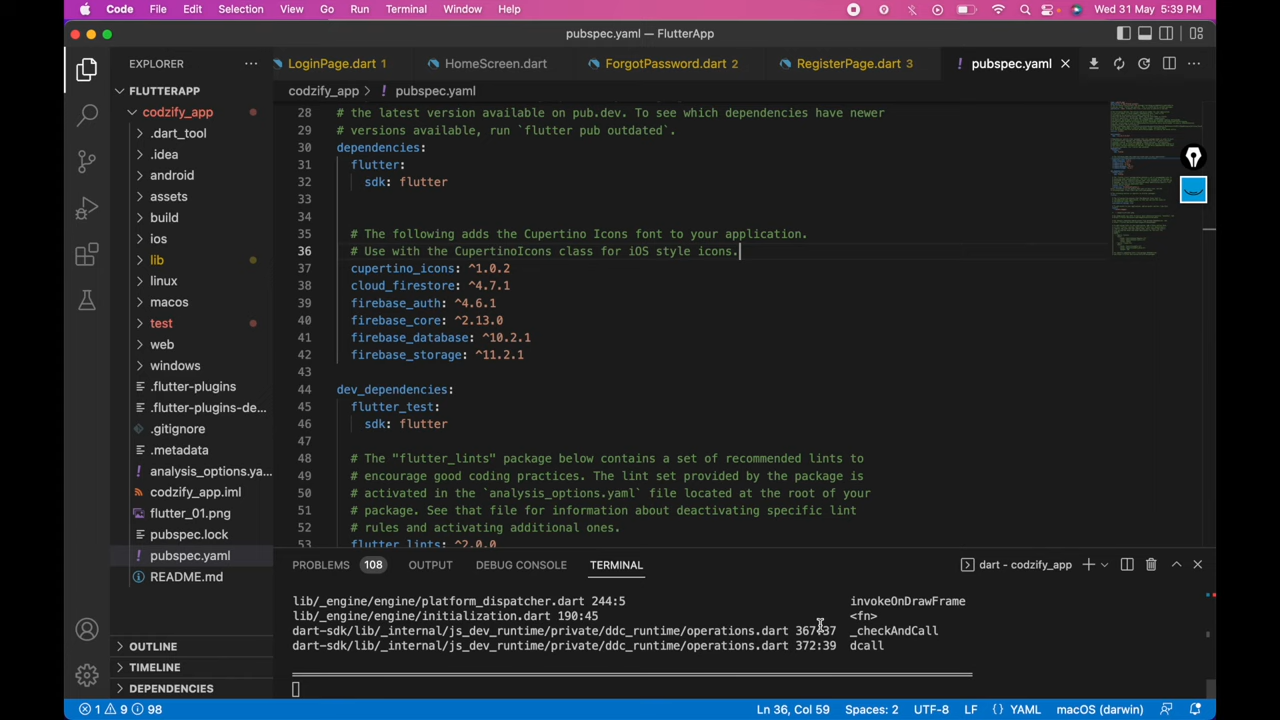 Code File Edit Selection View Go Run Terminal Window Help Wed 31 May 5:39 PM
pubspec.yaml — FlutterApp
EXPLORER
LoginPage.dart 1 HomeScreen.dart ForgotPassword.dart 2 RegisterPage.dart 3 ! pubspec.yaml
FLUTTERAPP
codzify_app
.dart_tool
.idea
android
assets
build
ios
lib
linux
macos
test
web
windows
.flutter-plugins
.flutter-plugins-de...
.gitignore
.metadata
analysis_options.ya...
codzify_app.iml
flutter_01.png
pubspec.lock
! pubspec.yaml
README.md
OUTLINE
TIMELINE
DEPENDENCIES
codzify_app > ! pubspec.yaml
28 # the latest version available on pub.dev. To see which dependencies have newer
29 # versions available, run `flutter pub outdated`.
30 dependencies:
31 flutter:
32 sdk: flutter
33
34
35 # The following adds the Cupertino Icons font to your application.
36 # Use with the CupertinoIcons class for iOS style icons.
37 cupertino_icons: ^1.0.2
38 cloud_firestore: ^4.7.1
39 firebase_auth: ^4.6.1
40 firebase_core: ^2.13.0
41 firebase_database: ^10.2.1
42 firebase_storage: ^11.2.1
43
44 dev_dependencies:
45 flutter_test:
46 sdk: flutter
47
48 # The "flutter_lints" package below contains a set of recommended lints to
49 # encourage good coding practices. The lint set provided by the package is
50 # activated in the `analysis_options.yaml` file located at the root of your
51 # package. See that file for information about deactivating specific lint
52 # rules and activating additional ones.
53 flutter_lints: ^2.0.0
PROBLEMS 108 OUTPUT DEBUG CONSOLE TERMINAL dart - codzify_app
lib/_engine/engine/platform_dispatcher.dart 244:5 invokeOnDrawFrame
lib/_engine/engine/initialization.dart 190:45 <fn>
dart-sdk/lib/_internal/js_dev_runtime/private/ddc_runtime/operations.dart 367:37 _checkAndCall
dart-sdk/lib/_internal/js_dev_runtime/private/ddc_runtime/operations.dart 372:39 dcall
1 9 98 Ln 36, Col 59 Spaces: 2 UTF-8 LF {} YAML macOS (darwin)